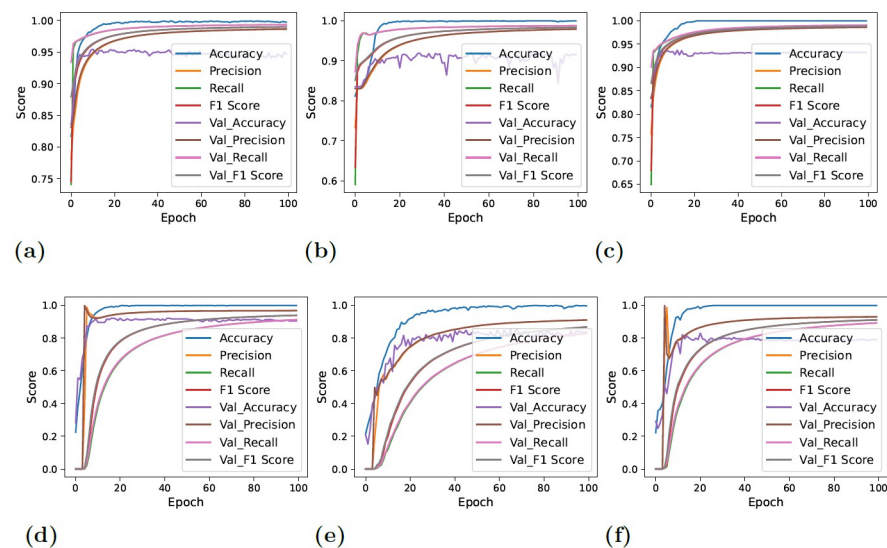 1.00
0.95
0.90
0.85
0.80
0.75
Score
0 20 40 60 80 100
Epoch
Accuracy
Precision
Recall
F1 Score
Val_Accuracy
Val_Precision
Val_Recall
Val_F1 Score
(a)
1.0
0.9
0.8
0.7
0.6
Score
0 20 40 60 80 100
Epoch
Accuracy
Precision
Recall
F1 Score
Val_Accuracy
Val_Precision
Val_Recall
Val_F1 Score
(b)
1.00
0.95
0.90
0.85
0.80
0.75
0.70
0.65
Score
0 20 40 60 80 100
Epoch
Accuracy
Precision
Recall
F1 Score
Val_Accuracy
Val_Precision
Val_Recall
Val_F1 Score
(c)
1.0
0.8
0.6
0.4
0.2
0.0
Score
0 20 40 60 80 100
Epoch
Accuracy
Precision
Recall
F1 Score
Val_Accuracy
Val_Precision
Val_Recall
Val_F1 Score
(d)
1.0
0.8
0.6
0.4
0.2
0.0
Score
0 20 40 60 80 100
Epoch
Accuracy
Precision
Recall
F1 Score
Val_Accuracy
Val_Precision
Val_Recall
Val_F1 Score
(e)
1.0
0.8
0.6
0.4
0.2
0.0
Score
0 20 40 60 80 100
Epoch
Accuracy
Precision
Recall
F1 Score
Val_Accuracy
Val_Precision
Val_Recall
Val_F1 Score
(f)